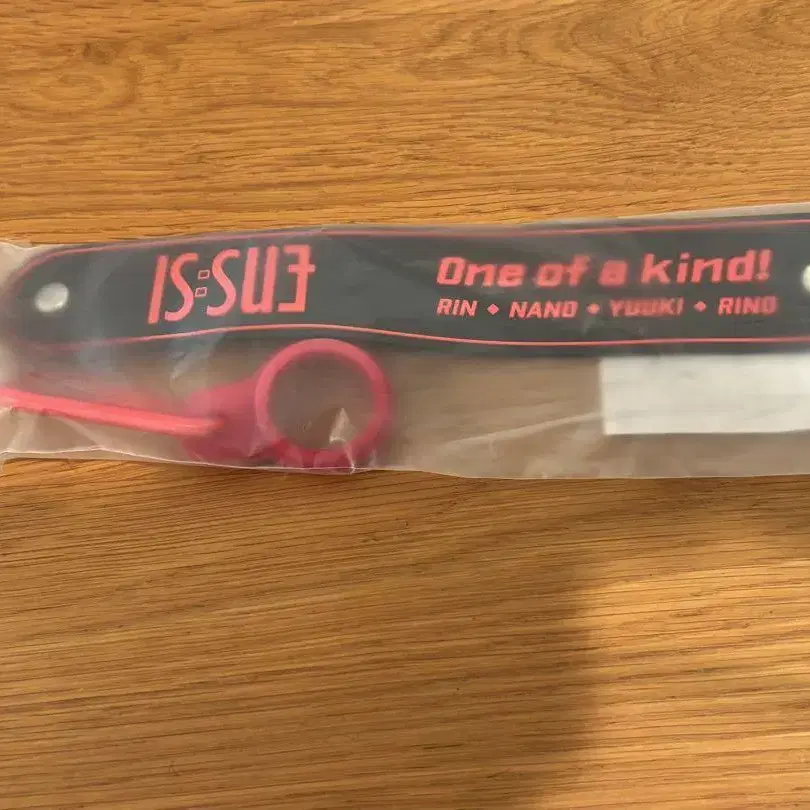 IS:SUE
One of a kind!
RIN ◆ NANO ◆ YUUKI ◆ RINO